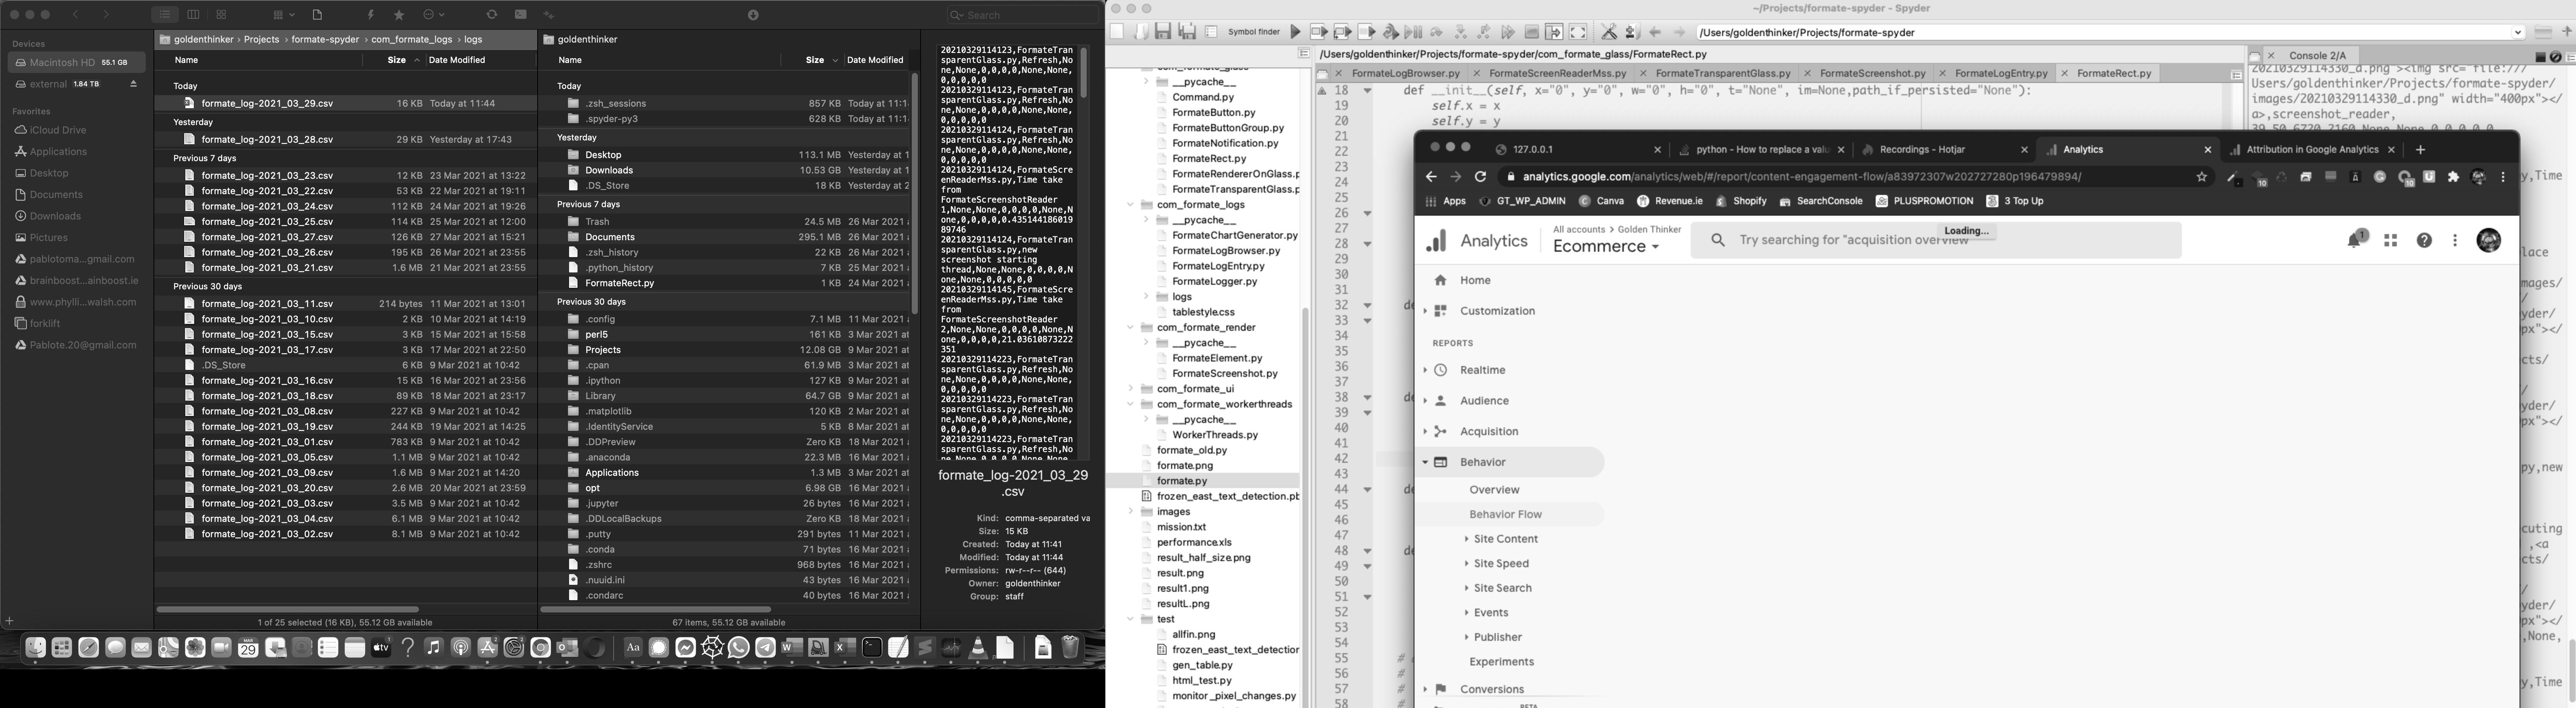 Search
Devices
Macintosh HD 55.1 GB
external 1.84 TB
Favorites
iCloud Drive
Applications
Desktop
Documents
Downloads
Pictures
pablotoma...gmail.com
brainboost...ainboost.ie
www.phylli...walsh.com
forklift
Pablote.20@gmail.com
goldenthinker › Projects › formate-spyder › com_formate_logs › logs
Name Size Date Modified
Today
formate_log-2021_03_29.csv 16 KB Today at 11:44
Yesterday
formate_log-2021_03_28.csv 29 KB Yesterday at 17:43
Previous 7 days
formate_log-2021_03_23.csv 12 KB 23 Mar 2021 at 13:22
formate_log-2021_03_22.csv 53 KB 22 Mar 2021 at 19:11
formate_log-2021_03_24.csv 112 KB 24 Mar 2021 at 19:26
formate_log-2021_03_25.csv 114 KB 25 Mar 2021 at 12:00
formate_log-2021_03_27.csv 126 KB 27 Mar 2021 at 15:21
formate_log-2021_03_26.csv 195 KB 26 Mar 2021 at 23:55
formate_log-2021_03_21.csv 1.6 MB 21 Mar 2021 at 23:55
Previous 30 days
formate_log-2021_03_11.csv 214 bytes 11 Mar 2021 at 13:01
formate_log-2021_03_10.csv 2 KB 10 Mar 2021 at 14:19
formate_log-2021_03_15.csv 3 KB 15 Mar 2021 at 15:58
formate_log-2021_03_17.csv 3 KB 17 Mar 2021 at 22:50
.DS_Store 6 KB 9 Mar 2021 at 10:42
formate_log-2021_03_16.csv 15 KB 16 Mar 2021 at 23:56
formate_log-2021_03_18.csv 89 KB 18 Mar 2021 at 23:17
formate_log-2021_03_08.csv 227 KB 9 Mar 2021 at 10:42
formate_log-2021_03_19.csv 244 KB 19 Mar 2021 at 14:25
formate_log-2021_03_01.csv 783 KB 9 Mar 2021 at 10:42
formate_log-2021_03_05.csv 1.1 MB 9 Mar 2021 at 10:42
formate_log-2021_03_09.csv 1.6 MB 9 Mar 2021 at 14:20
formate_log-2021_03_20.csv 2.6 MB 20 Mar 2021 at 23:59
formate_log-2021_03_03.csv 3.5 MB 9 Mar 2021 at 10:42
formate_log-2021_03_04.csv 6.1 MB 9 Mar 2021 at 10:42
formate_log-2021_03_02.csv 8.1 MB 9 Mar 2021 at 10:42
1 of 25 selected (16 KB), 55.12 GB available
goldenthinker
Name Size Date Modified
Today
.zsh_sessions 857 KB Today at 11:1
.spyder-py3 628 KB Today at 11:1
Yesterday
Desktop 113.1 MB Yesterday at 1
Downloads 10.53 GB Yesterday at 1
.DS_Store 18 KB Yesterday at 2
Previous 7 days
Trash 24.5 MB 26 Mar 2021
Documents 295.1 MB 26 Mar 2021
.zsh_history 22 KB 26 Mar 2021
.python_history 7 KB 25 Mar 2021
FormateRect.py 1 KB 24 Mar 2021
Previous 30 days
.config 7.1 MB 11 Mar 2021
perl5 161 KB 3 Mar 2021
Projects 12.08 GB 9 Mar 2021
.cpan 61.9 MB 3 Mar 2021
.ipython 127 KB 9 Mar 2021
Library 64.7 GB 9 Mar 2021
.matplotlib 120 KB 2 Mar 2021
.IdentityService 5 KB 8 Mar 2021
.DDPreview Zero KB 18 Mar 2021
.anaconda 22.3 MB 16 Mar 2021
Applications 1.3 MB 3 Mar 2021
opt 6.98 GB 16 Mar 2021
.jupyter 26 bytes 16 Mar 2021
.DDLocalBackups Zero KB 18 Mar 2021
.putty 291 bytes 11 Mar 2021
.conda 71 bytes 16 Mar 2021
.zshrc 968 bytes 16 Mar 2021
.nuuid.ini 43 bytes 16 Mar 2021
.condarc 40 bytes 16 Mar 2021
67 items, 55.12 GB available
20210329114123,FormateTran
sparentGlass.py,Refresh,No
ne,None,0,0,0,0,None,None,
0,0,0,0,0
20210329114123,FormateTran
sparentGlass.py,Refresh,No
ne,None,0,0,0,0,None,None,
0,0,0,0,0
20210329114124,FormateTran
sparentGlass.py,Refresh,No
ne,None,0,0,0,0,None,None,
0,0,0,0,0
20210329114124,FormateScre
enReaderMss.py,Time take
from
FormateScreenshotReader
1,None,None,0,0,0,0,None,N
one,0,0,0,0,0.435144186019
89746
20210329114124,FormateTran
sparentGlass.py,new
screenshot starting
thread,None,None,0,0,0,0,N
one,None,0,0,0,0,0
20210329114145,FormateScre
enReaderMss.py,Time take
from
FormateScreenshotReader
2,None,None,0,0,0,0,None,N
one,0,0,0,0,21.03610873222
351
20210329114223,FormateTran
sparentGlass.py,Refresh,No
ne,None,0,0,0,0,None,None,
0,0,0,0,0
20210329114223,FormateTran
sparentGlass.py,Refresh,No
ne,None,0,0,0,0,None,None,
0,0,0,0,0
20210329114223,FormateTran
sparentGlass.py,Refresh,No
formate_log-2021_03_29
.csv
Kind: comma-separated va
Size: 15 KB
Created: Today at 11:41
Modified: Today at 11:44
Permissions: rw-r--r-- (644)
Owner: goldenthinker
Group: staff
~/Projects/formate-spyder - Spyder
Symbol finder
/Users/goldenthinker/Projects/formate-spyder
/Users/goldenthinker/Projects/formate-spyder/com_formate_glass/FormateRect.py
Console 2/A
FormateLogBrowser.py FormateScreenReaderMss.py FormateTransparentGlass.py FormateScreenshot.py FormateLogEntry.py FormateRect.py
__pycache__
Command.py
FormateButton.py
FormateButtonGroup.py
FormateNotification.py
FormateRect.py
FormateRendererOnGlass.p
FormateTransparentGlass.p
com_formate_logs
__pycache__
FormateChartGenerator.py
FormateLogBrowser.py
FormateLogEntry.py
FormateLogger.py
logs
tablestyle.css
com_formate_render
__pycache__
FormateElement.py
FormateScreenshot.py
com_formate_ui
com_formate_workerthreads
__pycache__
WorkerThreads.py
formate_old.py
formate.png
formate.py
frozen_east_text_detection.pb
images
mission.txt
performance.xls
result_half_size.png
result.png
result1.png
resultL.png
test
allfin.png
frozen_east_text_detection
gen_table.py
html_test.py
monitor_pixel_changes.py
18 def __init__(self, x="0", y="0", w="0", h="0", t="None", im=None,path_if_persisted="None"):
19 self.x = x
20 self.y = y
20210329114330_d.png ><img src= file:///
Users/goldenthinker/Projects/formate-spyder/
images/20210329114330_d.png" width="400px"></
a>,screenshot_reader,
127.0.0.1
python - How to replace a valu
Recordings - Hotjar
Analytics
Attribution in Google Analytics
analytics.google.com/analytics/web/#/report/content-engagement-flow/a83972307w202727280p196479894/
Apps GT_WP_ADMIN Canva Revenue.ie Shopify SearchConsole PLUSPROMOTION 3 Top Up
Analytics
All accounts > Golden Thinker
Ecommerce
Try searching for "acquisition overview"
Loading...
1
Home
Customization
REPORTS
Realtime
Audience
Acquisition
Behavior
Overview
Behavior Flow
Site Content
Site Speed
Site Search
Events
Publisher
Experiments
Conversions
BETA